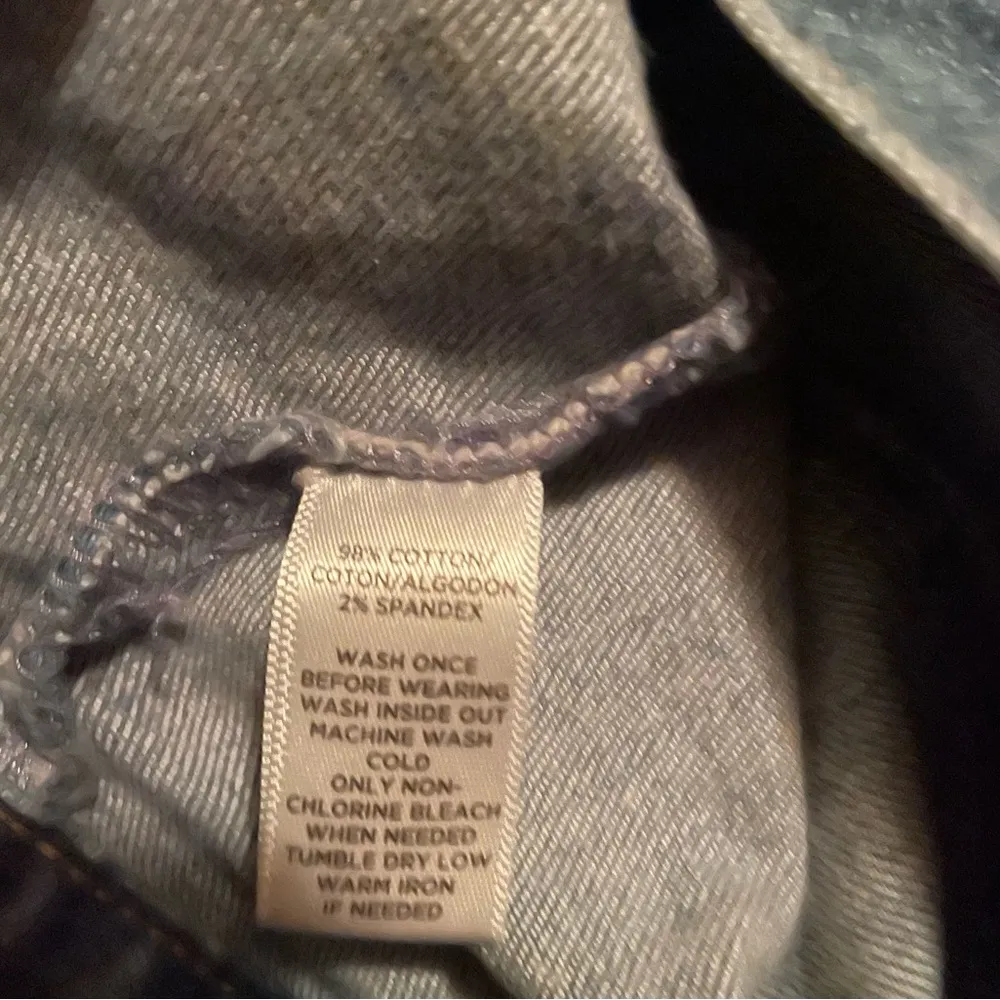 98% COTTON/
COTON/ALGODON
2% SPANDEX
WASH ONCE
BEFORE WEARING
WASH INSIDE OUT
MACHINE WASH
COLD
ONLY NON-
CHLORINE BLEACH
WHEN NEEDED
TUMBLE DRY LOW
WARM IRON
IF NEEDED